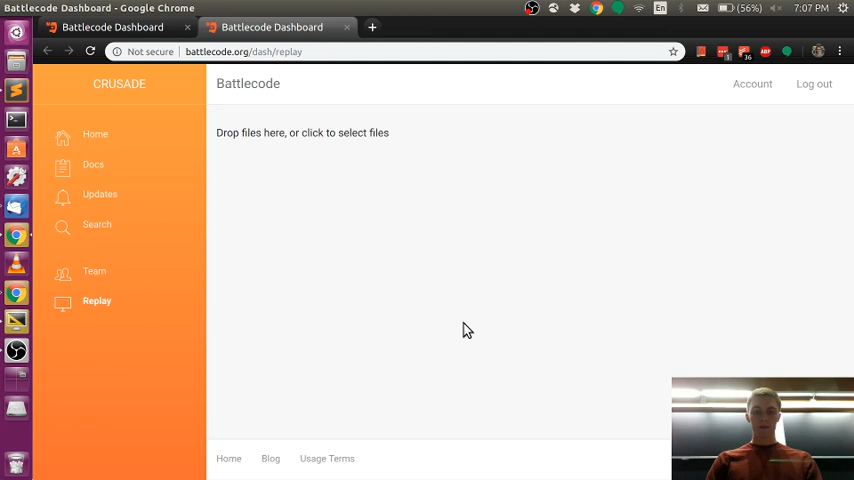 Battlecode Dashboard - Google Chrome
En
(56%)
7:07 PM
Battlecode Dashboard
Battlecode Dashboard
Not secure
battlecode.org/dash/replay
36
ABP
CRUSADE
Battlecode
Account
Log out
Home
Docs
Updates
Search
Team
Replay
Drop files here, or click to select files
Home
Blog
Usage Terms